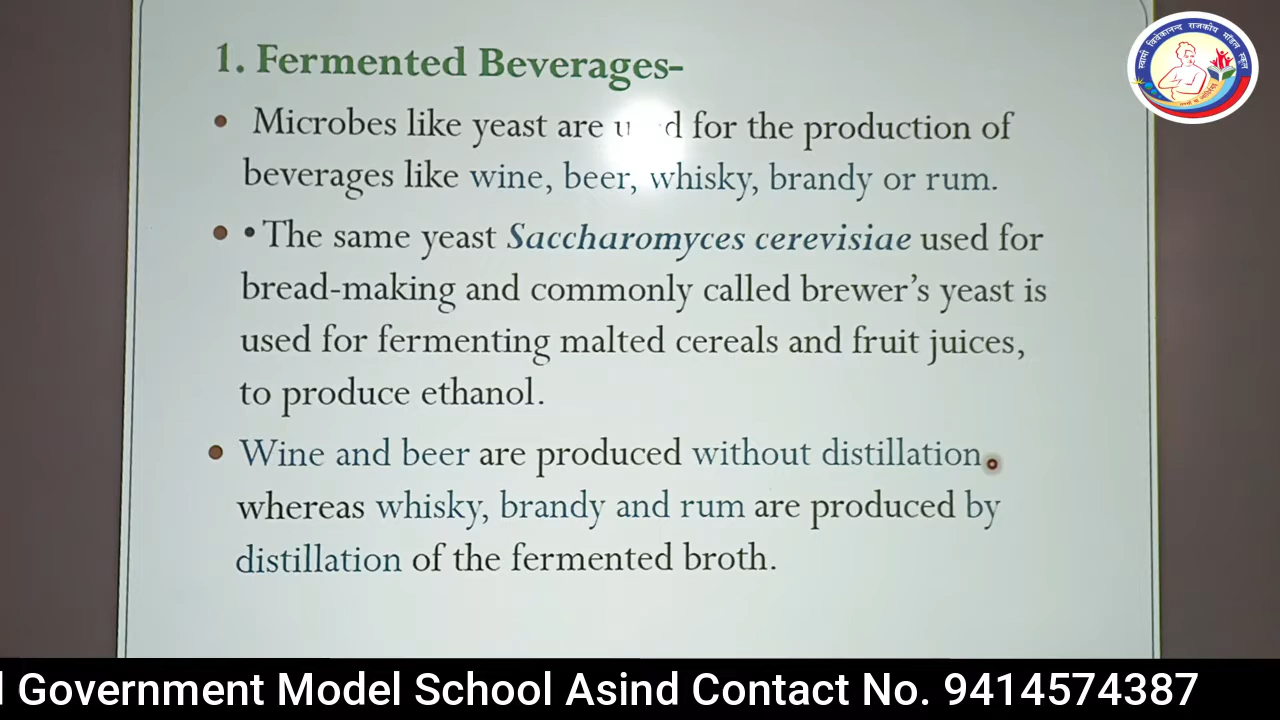 स्वामी विवेकानन्द राजकीय मॉडल स्कूल
1. Fermented Beverages-
• Microbes like yeast are used for the production of
beverages like wine, beer, whisky, brandy or rum.
• • The same yeast Saccharomyces cerevisiae used for
bread-making and commonly called brewer’s yeast is
used for fermenting malted cereals and fruit juices,
to produce ethanol.
• Wine and beer are produced without distillation
whereas whisky, brandy and rum are produced by
distillation of the fermented broth.
Government Model School Asind Contact No. 9414574387